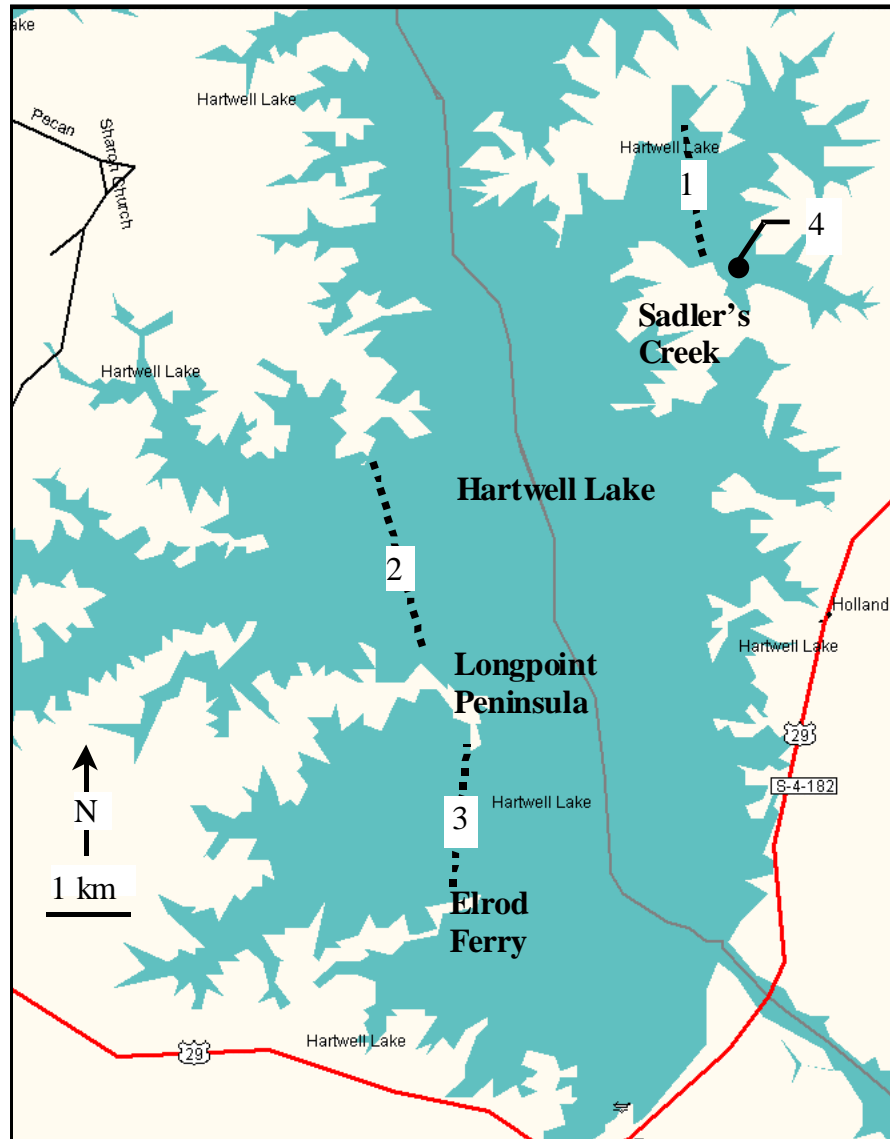 ake
Hartwell Lake
Pecan
Sharon Church
Hartwell Lake
1
4
Sadler's
Creek
Hartwell Lake
Hartwell Lake
2
Holland
Hartwell Lake
Longpoint
Peninsula
29
S-4-182
N
Hartwell Lake
3
1 km
Elrod
Ferry
Hartwell Lake
29